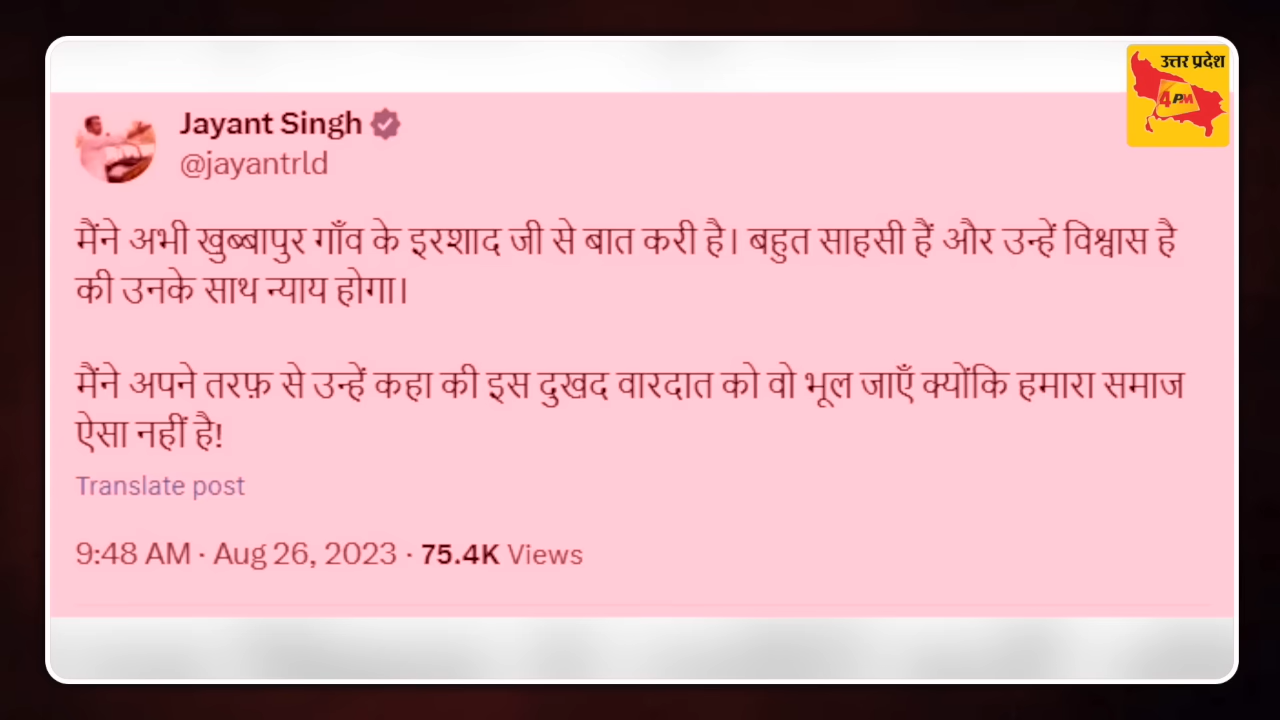 उत्तर प्रदेश
4PM
Jayant Singh
@jayantrld
मैंने अभी खुब्बापुर गाँव के इरशाद जी से बात करी है। बहुत साहसी हैं और उन्हें विश्वास है
की उनके साथ न्याय होगा।
मैंने अपने तरफ़ से उन्हें कहा की इस दुखद वारदात को वो भूल जाएँ क्योंकि हमारा समाज
ऐसा नहीं है!
Translate post
9:48 AM · Aug 26, 2023 · 75.4K Views